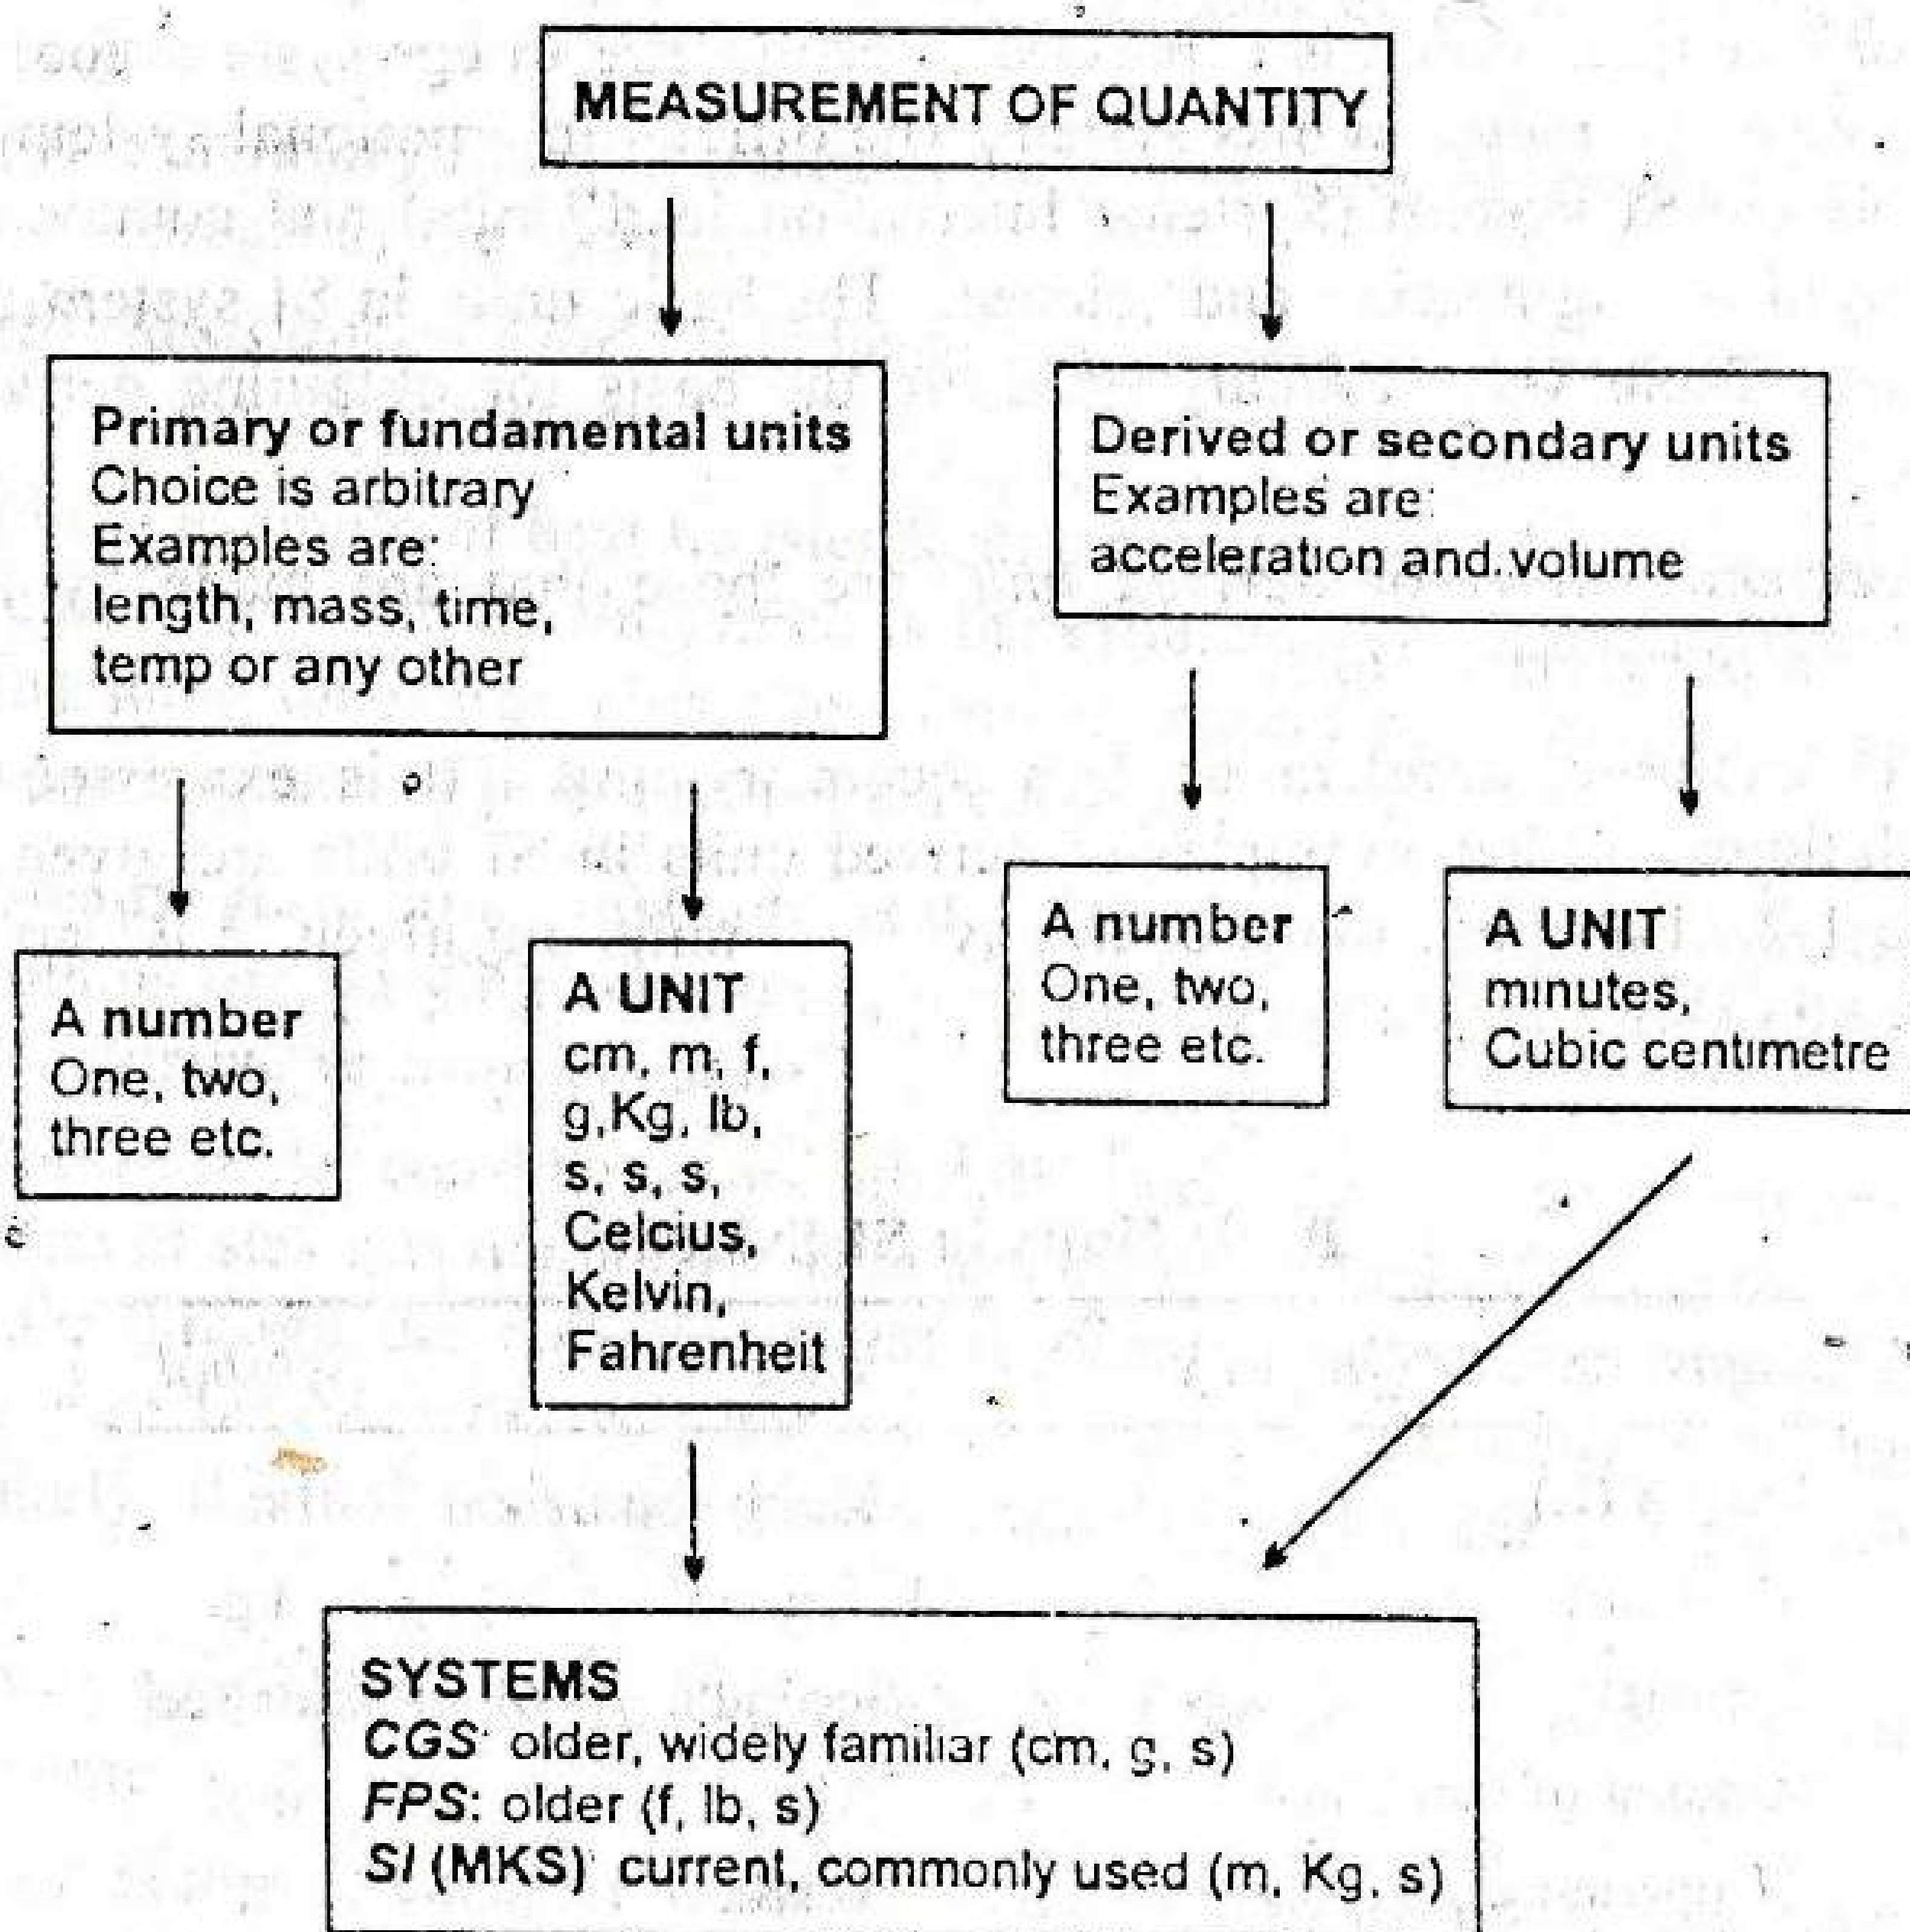 MEASUREMENT OF QUANTITY
Primary or fundamental units
Choice is arbitrary
Examples are:
length, mass, time,
temp or any other
Derived or secondary units
Examples are:
acceleration and volume
A number
One, two,
three etc.
A UNIT
cm, m, f,
g, Kg, lb,
s, s, s,
Celcius,
Kelvin,
Fahrenheit
A number
One, two,
three etc.
A UNIT
minutes,
Cubic centimetre
SYSTEMS
CGS: older, widely familiar (cm, g, s)
FPS: older (f, lb, s)
SI (MKS) current, commonly used (m, Kg, s)